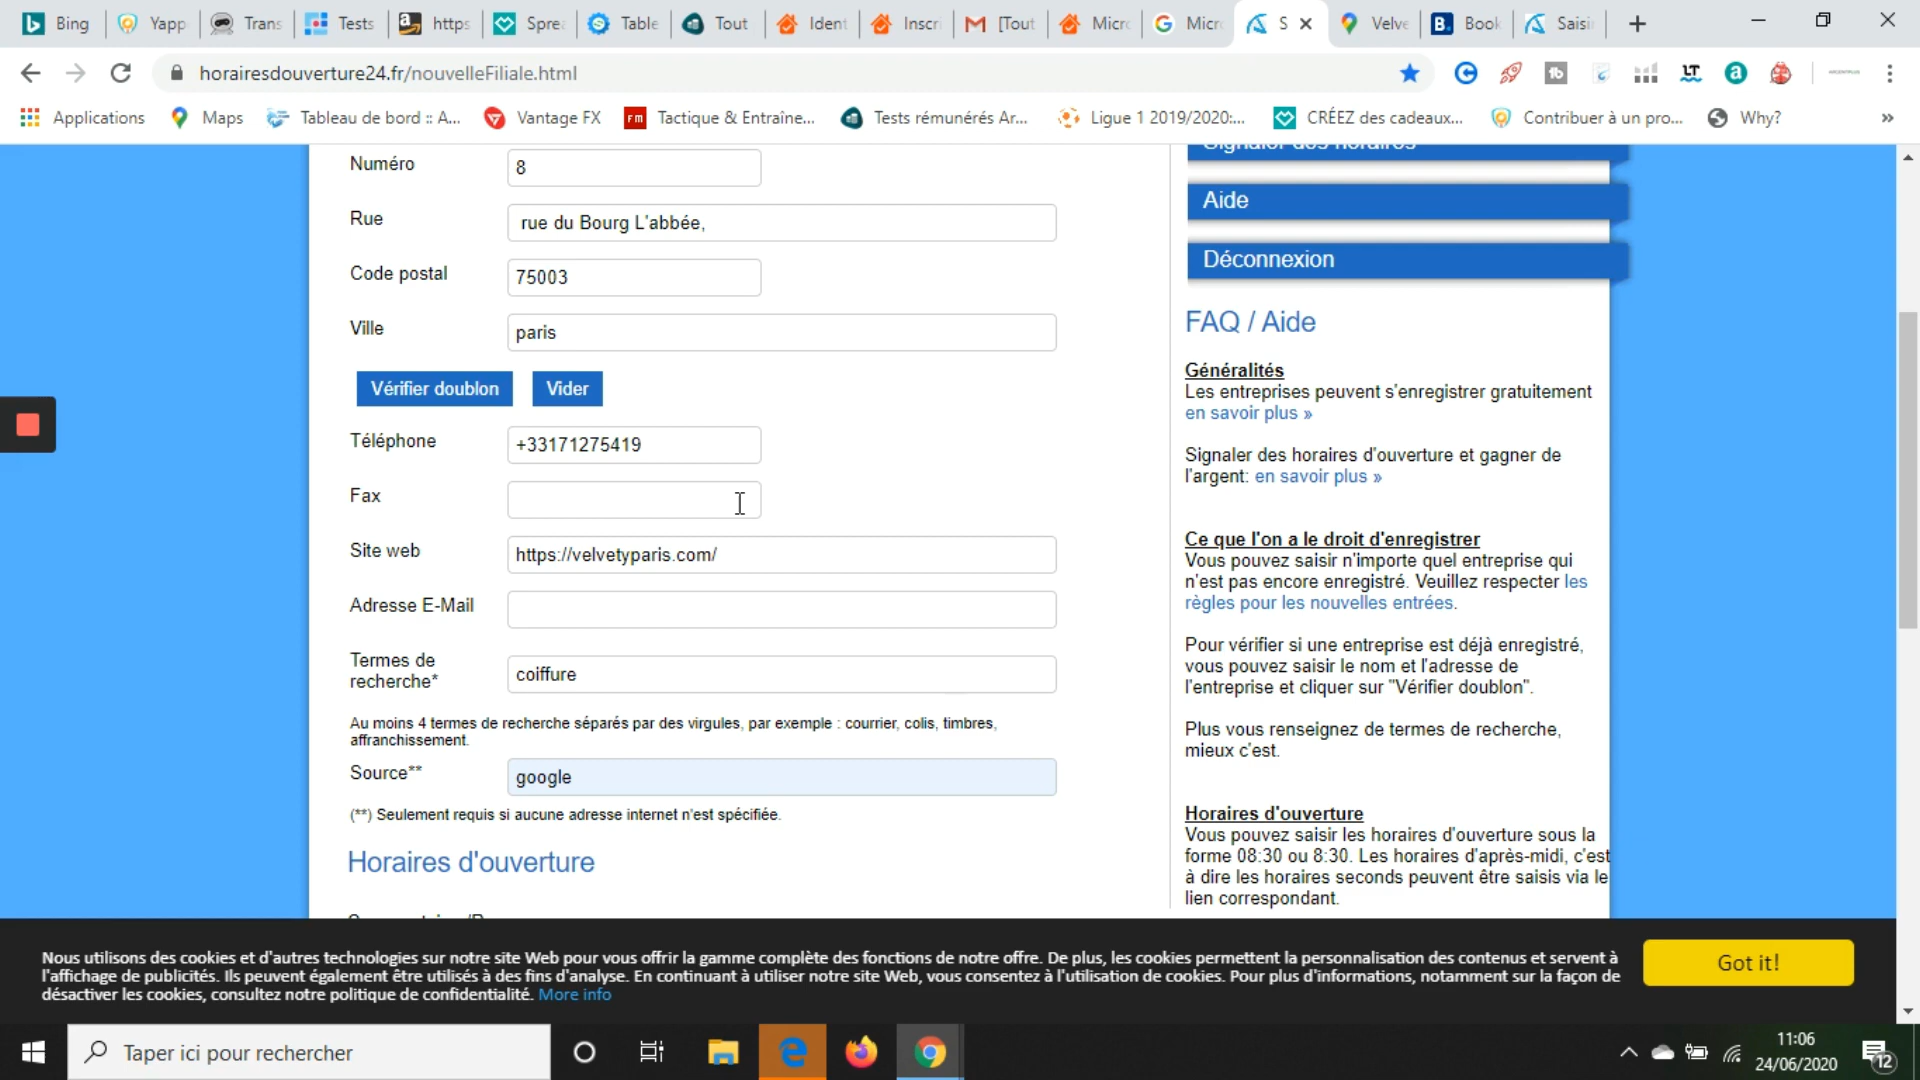 Bing
Yapp
Trans
Tests
https
Spre
Table
Tout
Ident
Inscri
[Tout
Micro
Micr
S
Velve
Book
Saisi
horairesdouverture24.fr/nouvelleFiliale.html
Applications
Maps
Tableau de bord :: A...
Vantage FX
Tactique & Entraîne...
Tests rémunérés Ar...
Ligue 1 2019/2020:...
CRÉEZ des cadeaux...
Contribuer à un pro...
Why?
»
Numéro
8
Rue
rue du Bourg L'abbée,
Code postal
75003
Ville
paris
Vérifier doublon
Vider
Téléphone
+33171275419
Fax
Site web
https://velvetyparis.com/
Adresse E-Mail
Termes de
recherche*
coiffure
Au moins 4 termes de recherche séparés par des virgules, par exemple : courrier, colis, timbres,
affranchissement.
Source**
google
(**) Seulement requis si aucune adresse internet n'est spécifiée.
Horaires d'ouverture
Signaler des horaires
Aide
Déconnexion
FAQ / Aide
Généralités
Les entreprises peuvent s'enregistrer gratuitement
en savoir plus »
Signaler des horaires d'ouverture et gagner de
l'argent: en savoir plus »
Ce que l'on a le droit d'enregistrer
Vous pouvez saisir n'importe quel entreprise qui
n'est pas encore enregistré. Veuillez respecter les
règles pour les nouvelles entrées.
Pour vérifier si une entreprise est déjà enregistré,
vous pouvez saisir le nom et l'adresse de
l'entreprise et cliquer sur "Vérifier doublon".
Plus vous renseignez de termes de recherche,
mieux c'est.
Horaires d'ouverture
Vous pouvez saisir les horaires d'ouverture sous la
forme 08:30 ou 8:30. Les horaires d'après-midi, c'est
à dire les horaires seconds peuvent être saisis via le
lien correspondant.
Nous utilisons des cookies et d'autres technologies sur notre site Web pour vous offrir la gamme complète des fonctions de notre offre. De plus, les cookies permettent la personnalisation des contenus et servent à
l'affichage de publicités. Ils peuvent également être utilisés à des fins d'analyse. En continuant à utiliser notre site Web, vous consentez à l'utilisation de cookies. Pour plus d'informations, notamment sur la façon de
désactiver les cookies, consultez notre politique de confidentialité. More info
Got it!
Taper ici pour rechercher
11:06
24/06/2020
12